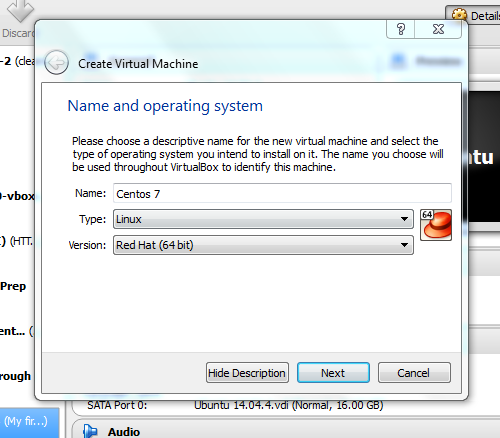 Discard
Details
-2 (clea
Create Virtual Machine
Name and operating system
Please choose a descriptive name for the new virtual machine and select the
type of operating system you intend to install on it. The name you choose will
be used throughout VirtualBox to identify this machine.
Name: Centos 7
Type: Linux
64
Version: Red Hat (64 bit)
ntu
0-vbox
) (HTT.
Prep
ent... (
rough
Hide Description Next Cancel
(My fir...)
SATA Port 0: Ubuntu 14.04.4.vdi (Normal, 16.00 GB)
Audio